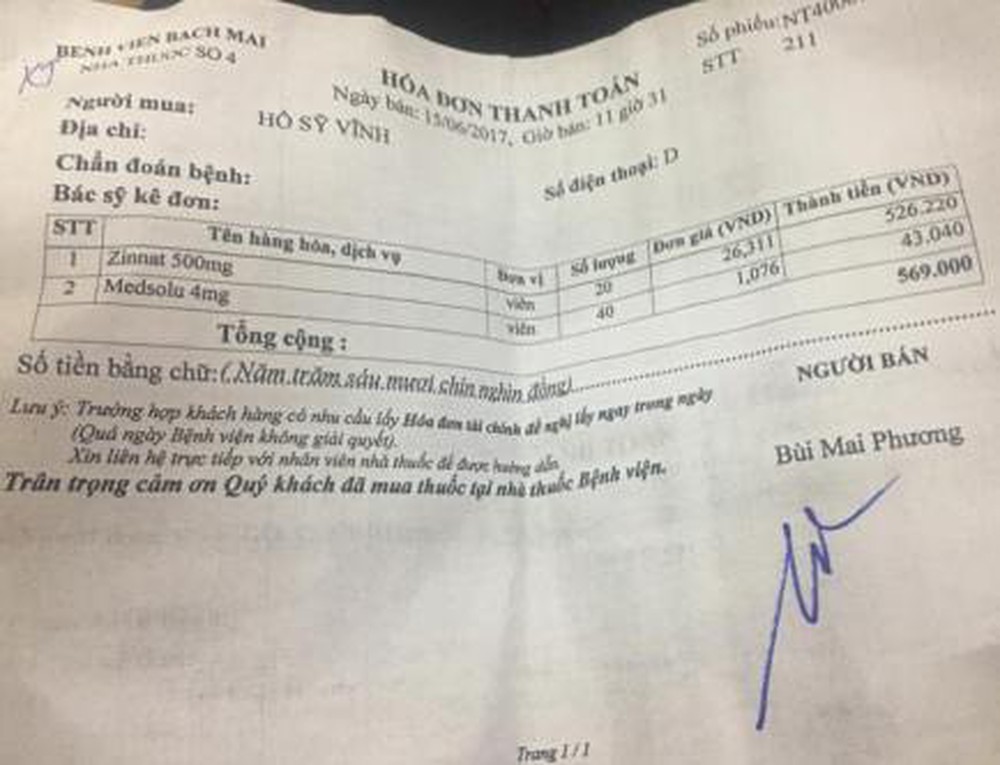 BỆNH VIỆN BẠCH MAI
NHÀ THUỐC SỐ 4
Số phiếu: NT400
STT 211
HÓA ĐƠN THANH TOÁN
Ngày bán: 15/06/2017, Giờ bán: 11 giờ 31
Người mua: HỒ SỸ VĨNH
Địa chỉ:
Số điện thoại: D
Chẩn đoán bệnh:
Bác sỹ kê đơn:
STT Tên hàng hóa, dịch vụ Đơn vị Số lượng Đơn giá (VND) Thành tiền (VND)
1 Zinnat 500mg viên 20 26,311 526.220
2 Medsolu 4mg viên 40 1,076 43.040
Tổng cộng : 569.000
Số tiền bằng chữ: (.Năm.trăm.sáu.mươi.chín.nghìn.đồng)
Lưu ý: Trường hợp khách hàng có nhu cầu lấy Hóa đơn tài chính đề nghị lấy ngay trong ngày
(Quá ngày Bệnh viện không giải quyết).
Xin liên hệ trực tiếp với nhân viên nhà thuốc để được hướng dẫn
Trân trọng cảm ơn Quý khách đã mua thuốc tại nhà thuốc Bệnh viện.
NGƯỜI BÁN
Bùi Mai Phương
Trang 1 / 1